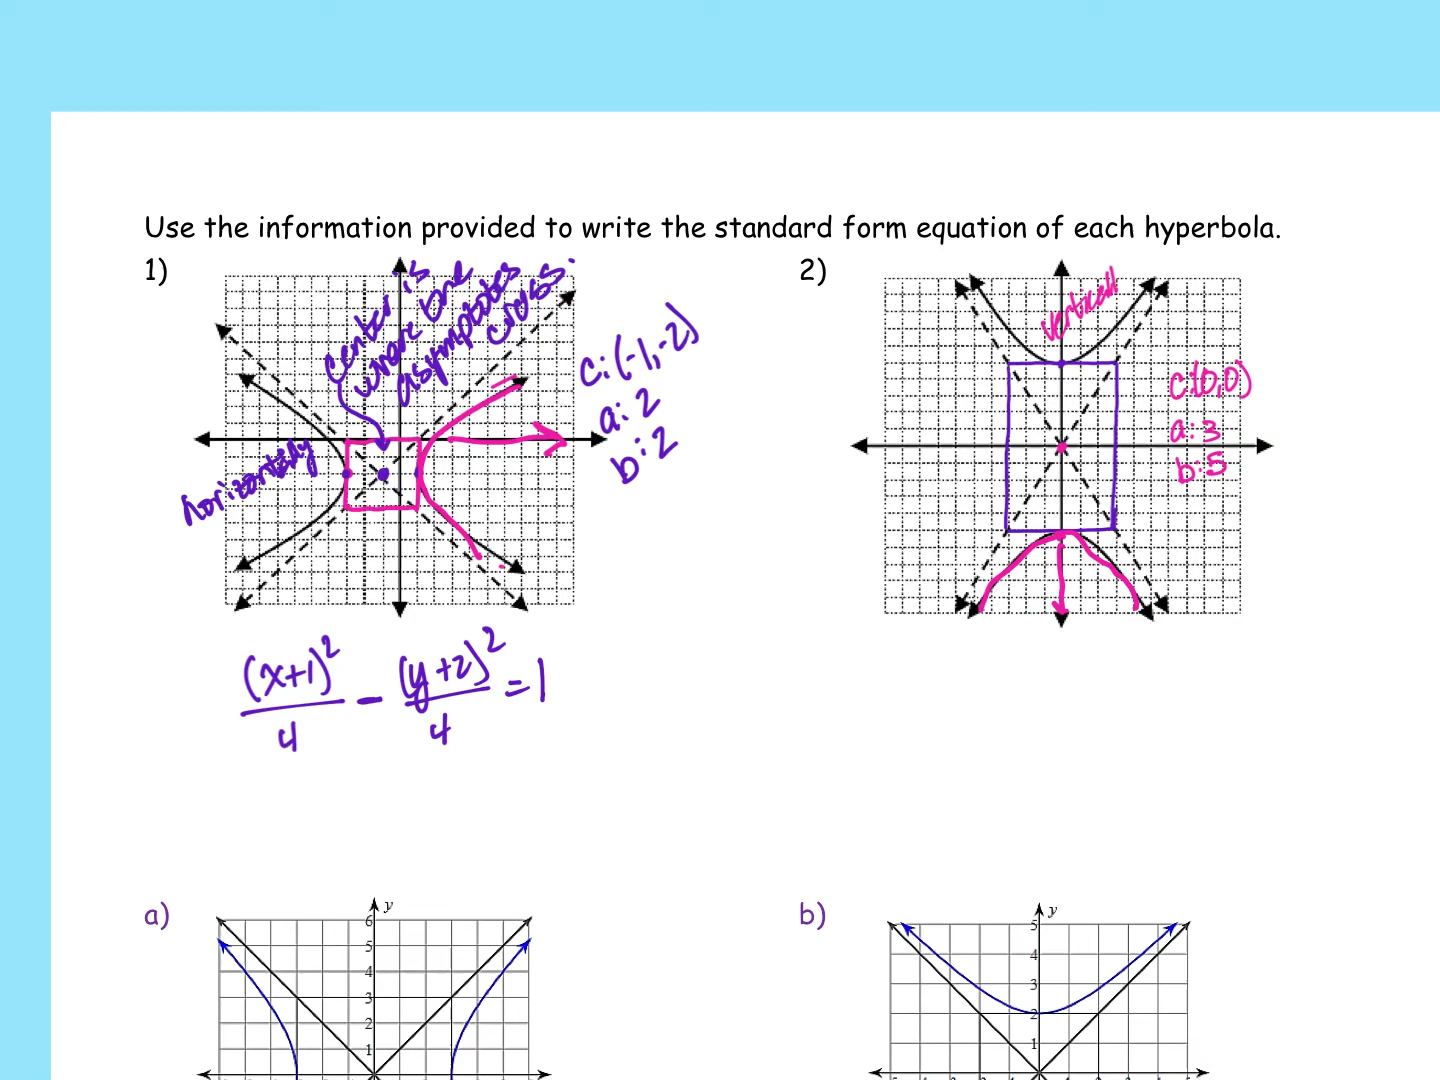 Use the information provided to write the standard form equation of each hyperbola.
1)
center is
where the
asymptotes
cross.
horizontally
C: (-1,-2)
a: 2
b: 2
(x+1)²/4 - (y+2)²/4 = 1
2)
vertical
C:(0,0)
a: 3
b: 5
a)
y
6
5
4
3
2
1
b)
y
5
4
3
2
1